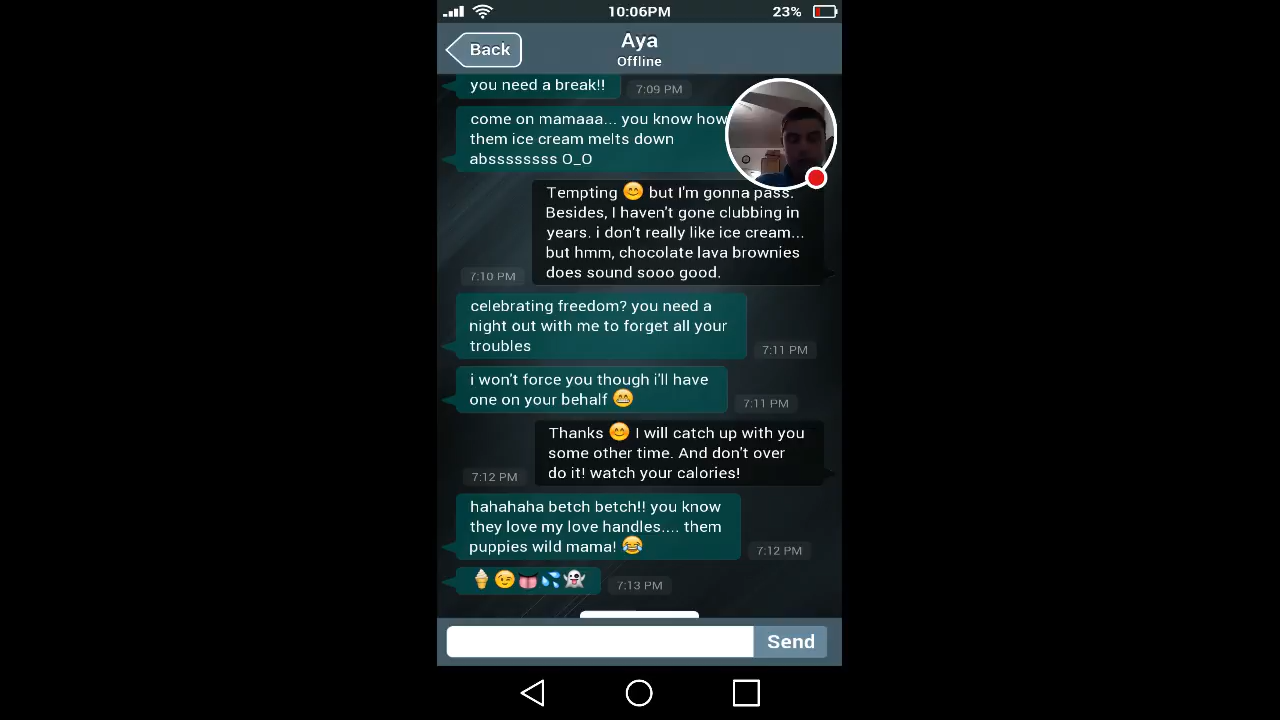 10:06PM
23%
Back
Aya
Offline
you need a break!!
7:09 PM
come on mamaaa... you know how
them ice cream melts down
abssssssss O_O
Tempting 😊 but I'm gonna pass.
Besides, I haven't gone clubbing in
years. i don't really like ice cream...
but hmm, chocolate lava brownies
does sound sooo good.
7:10 PM
celebrating freedom? you need a
night out with me to forget all your
troubles
7:11 PM
i won't force you though i'll have
one on your behalf 😁
7:11 PM
Thanks 😊 I will catch up with you
some other time. And don't over
do it! watch your calories!
7:12 PM
hahahaha betch betch!! you know
they love my love handles.... them
puppies wild mama! 😂
7:12 PM
🍦😉👅💦👻
7:13 PM
Send